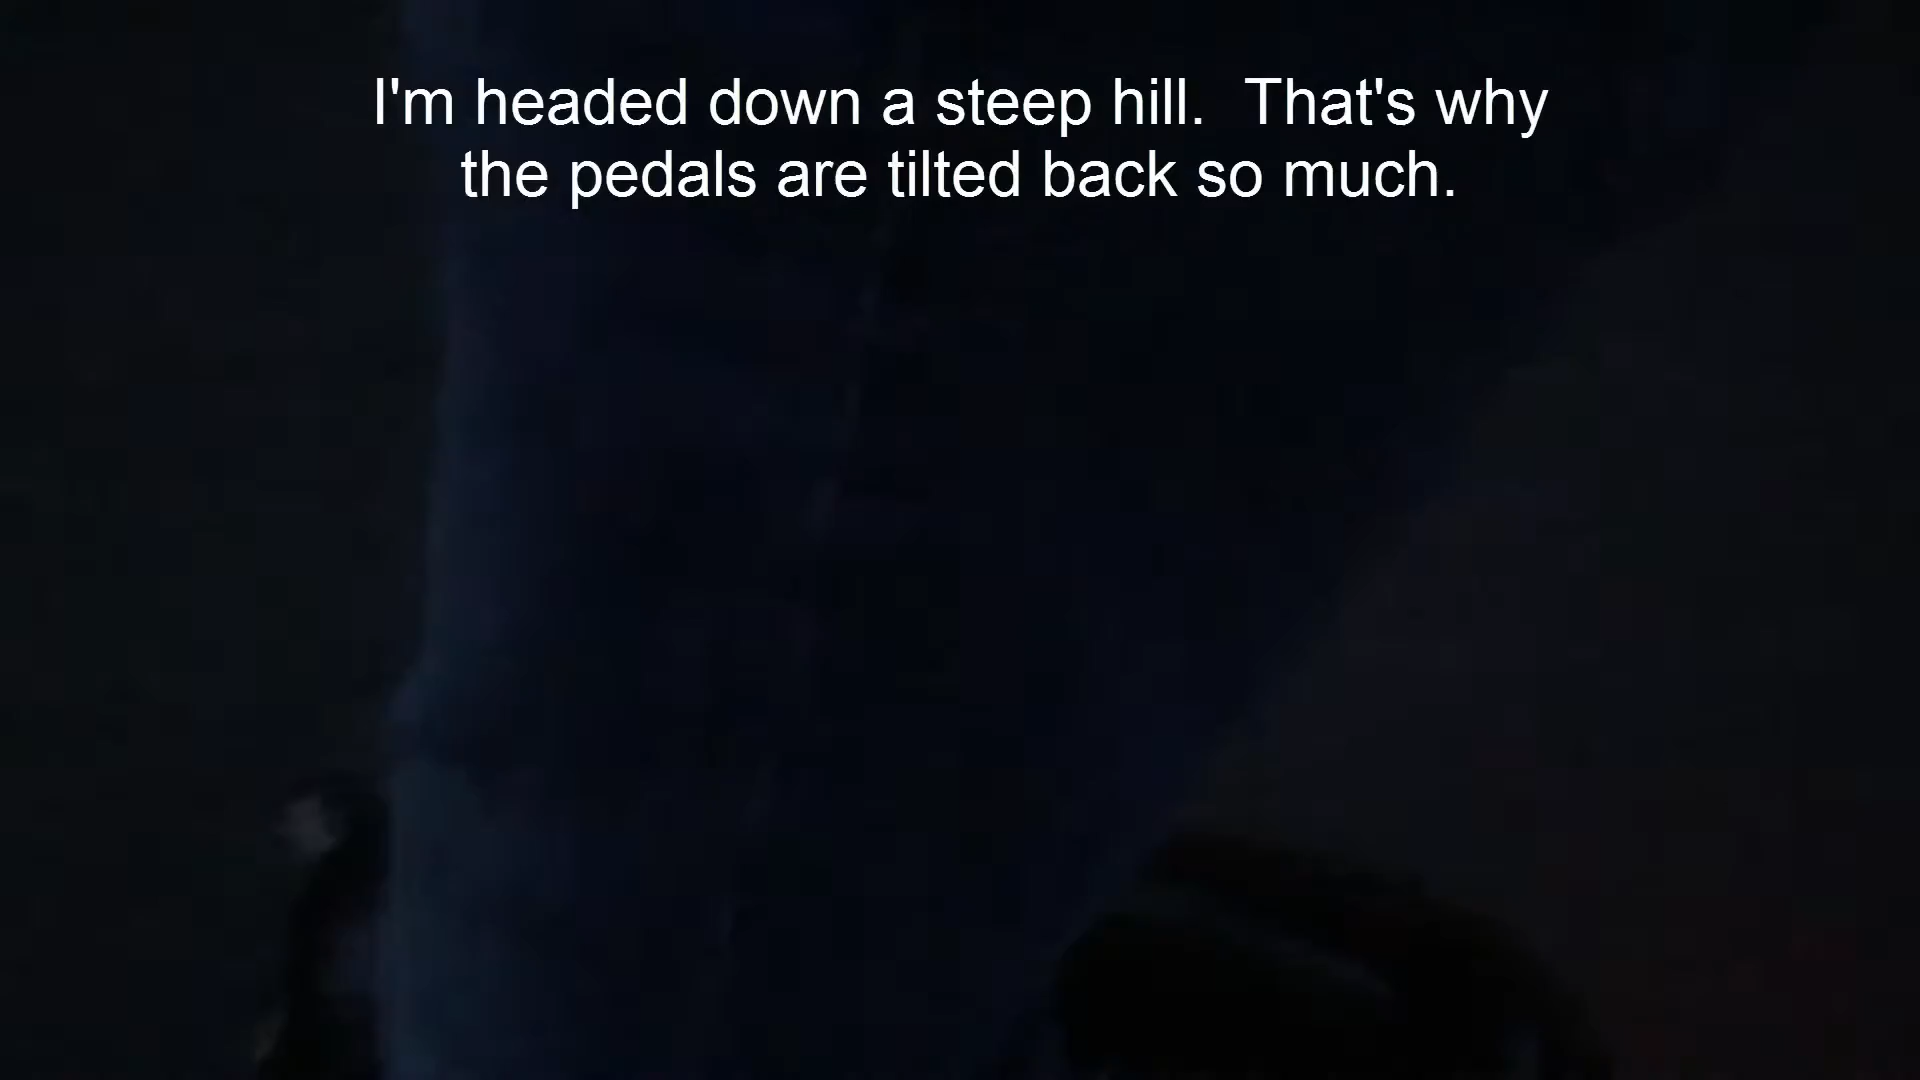 I'm headed down a steep hill.  That's why
the pedals are tilted back so much.